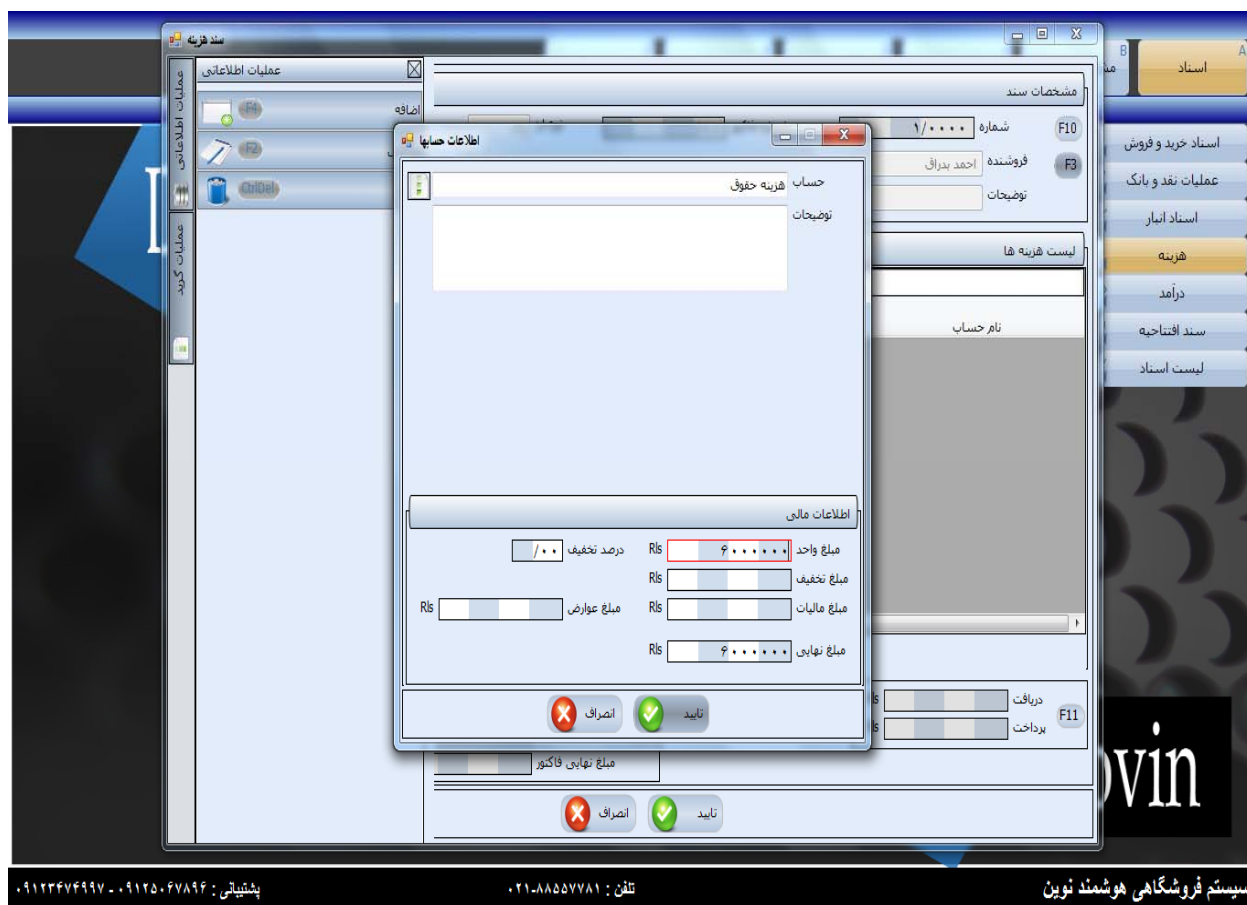 سند هزینه
A
B
اسناد
عملیات اطلاعاتی
عملیات اطلاعاتی
عملیات گرید
F4
اضافه
F2
CtrlDel
مشخصات سند
F10
شماره
۱/۰۰۰۰
F3
فروشنده
احمد بدراق
توضیحات
لیست هزینه ها
نام حساب
F11
دریافت
پرداخت
مبلغ نهایی فاکتور
تایید
انصراف
اطلاعات حسابها
حساب
هزینه حقوق
توضیحات
اطلاعات مالی
مبلغ واحد
۶۰۰۰۰۰۰
Rls
درصد تخفیف
/۰۰
مبلغ تخفیف
Rls
مبلغ مالیات
Rls
مبلغ عوارض
Rls
مبلغ نهایی
۶۰۰۰۰۰۰
Rls
تایید
انصراف
اسناد خرید و فروش
عملیات نقد و بانک
اسناد انبار
هزینه
درآمد
سند افتتاحیه
لیست اسناد
ovin
سیستم فروشگاهی هوشمند نوین
تلفن : ۰۲۱-۸۸۵۵۷۷۸۱
پشتیبانی : ۰۹۱۲۵۰۶۷۸۹۶ - ۰۹۱۲۳۴۷۴۹۹۷